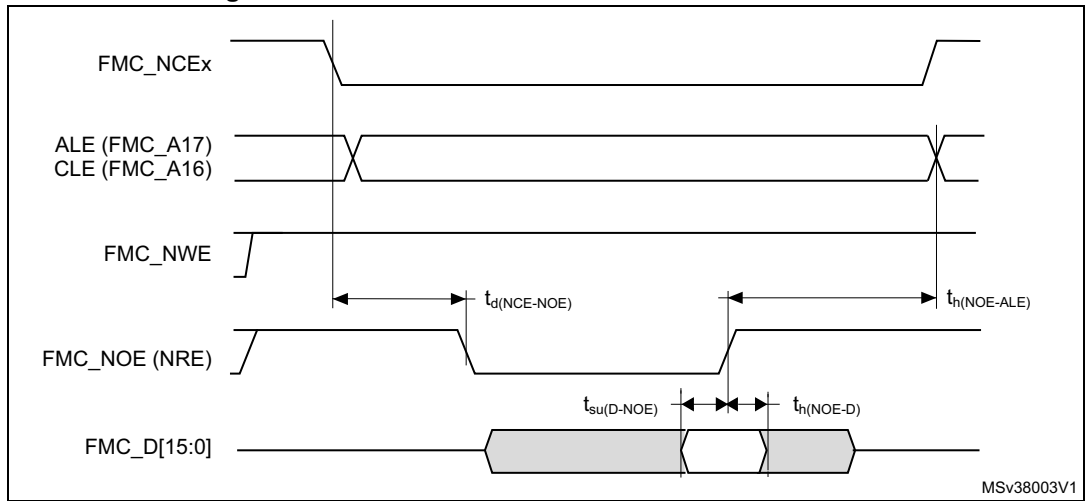 FMC_NCEx
ALE (FMC_A17)
CLE (FMC_A16)
FMC_NWE
td(NCE-NOE)
th(NOE-ALE)
FMC_NOE (NRE)
tsu(D-NOE)
th(NOE-D)
FMC_D[15:0]
MSv38003V1